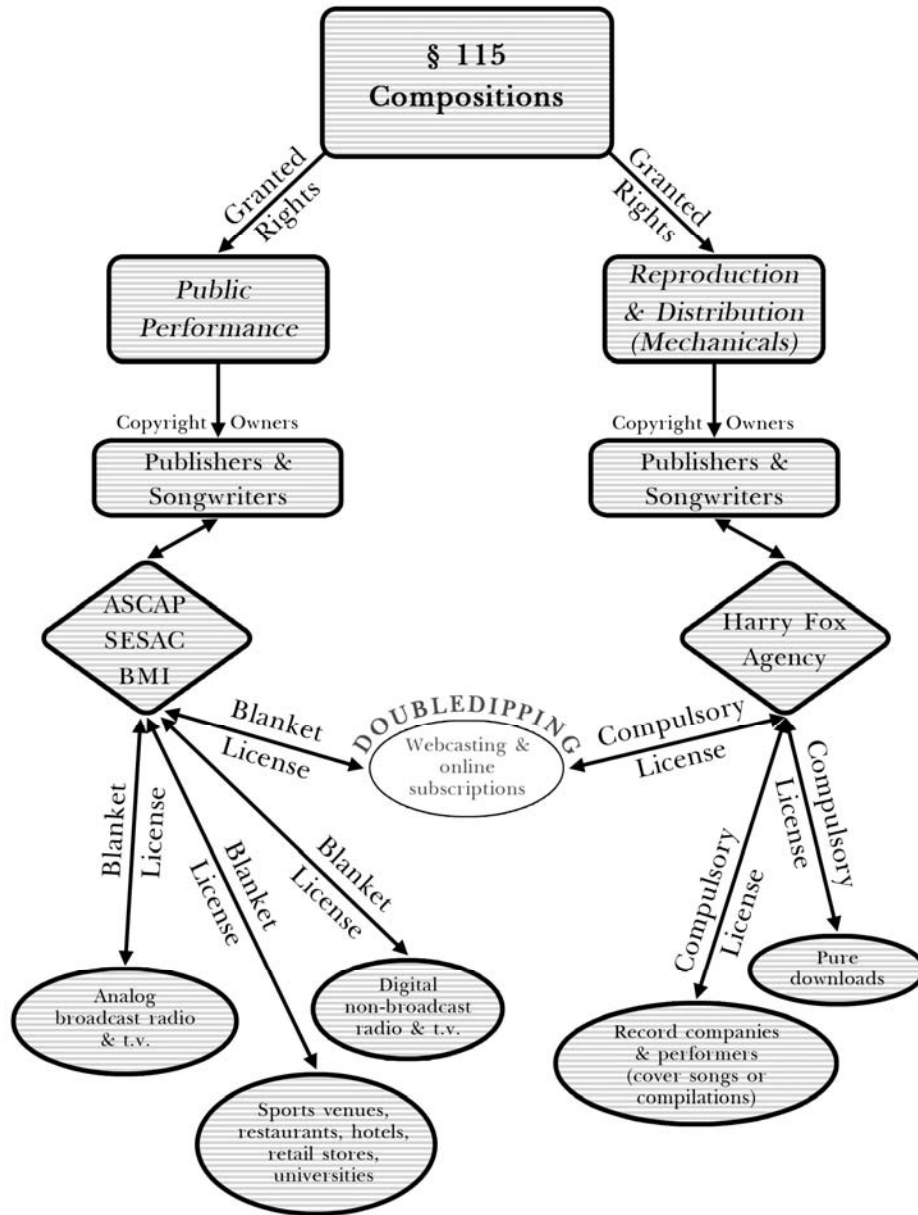 § 115
Compositions
Granted
Rights
Granted
Rights
Public
Performance
Reproduction
& Distribution
(Mechanicals)
Copyright Owners
Copyright Owners
Publishers &
Songwriters
Publishers &
Songwriters
ASCAP
SESAC
BMI
Harry Fox
Agency
DOUBLEDIPPING
Webcasting &
online
subscriptions
Blanket
License
Compulsory
License
Blanket
License
Blanket
License
Blanket
License
Compulsory
License
Compulsory
License
Analog
broadcast radio
& t.v.
Digital
non-broadcast
radio & t.v.
Sports venues,
restaurants, hotels,
retail stores,
universities
Record companies
& performers
(cover songs or
compilations)
Pure
downloads